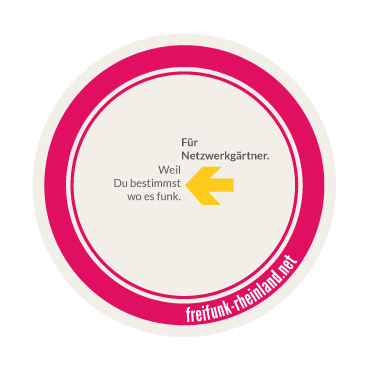 Für
Netzwerkgärtner.
Weil
Du bestimmst
wo es funk.
freifunk-rheinland.net